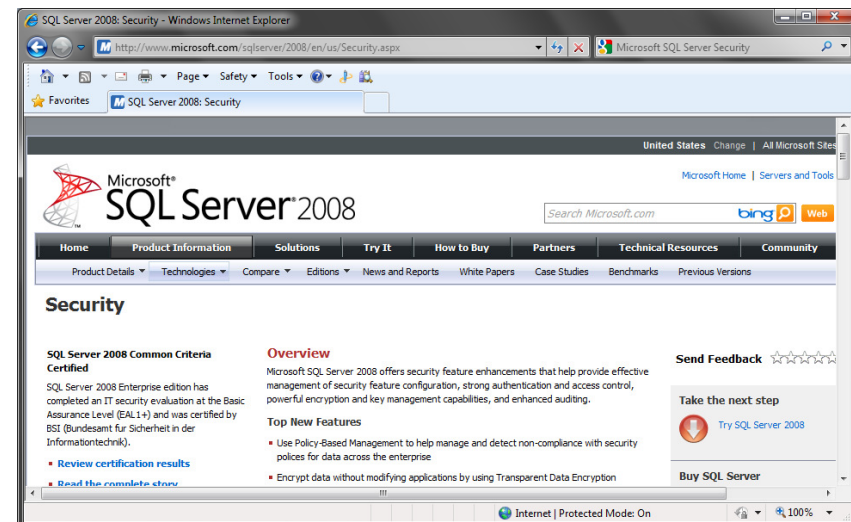 SQL Server 2008: Security - Windows Internet Explorer
http://www.microsoft.com/sqlserver/2008/en/us/Security.aspx
Microsoft SQL Server Security
Page Safety Tools
Favorites
SQL Server 2008: Security
United States Change | All Microsoft Sites
Microsoft Home | Servers and Tools
Microsoft®
SQL Server®2008
Search Microsoft.com
bing
Web
Home Product Information Solutions Try It How to Buy Partners Technical Resources Community
Product Details Technologies Compare Editions News and Reports White Papers Case Studies Benchmarks Previous Versions
Security
SQL Server 2008 Common Criteria
Certified
SQL Server 2008 Enterprise edition has
completed an IT security evaluation at the Basic
Assurance Level (EAL1+) and was certified by
BSI (Bundesamt fur Sicherheit in der
Informationtechnik).
Review certification results
Read the complete story
Overview
Microsoft SQL Server 2008 offers security feature enhancements that help provide effective
management of security feature configuration, strong authentication and access control,
powerful encryption and key management capabilities, and enhanced auditing.
Top New Features
Use Policy-Based Management to help manage and detect non-compliance with security
polices for data across the enterprise
Encrypt data without modifying applications by using Transparent Data Encryption
Send Feedback
Take the next step
Try SQL Server 2008
Buy SQL Server
Internet | Protected Mode: On
100%